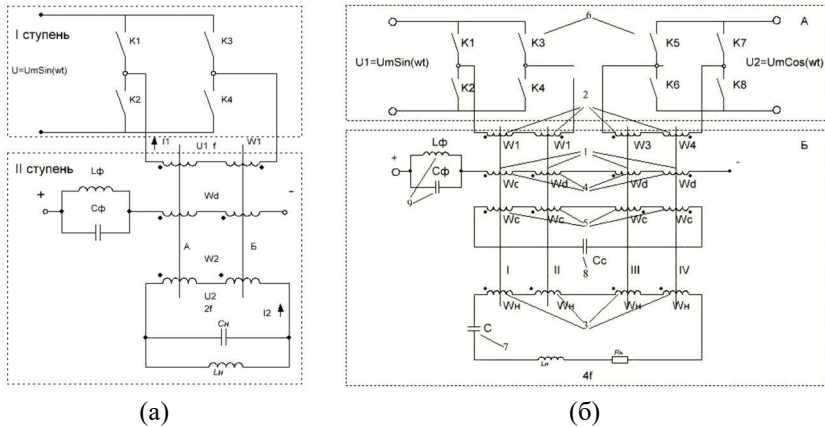 I ступень
K1
K3
U=UmSin(wt)
K2
K4
I1
U1 f
W1
II ступень
Lф
Cф
+
Wd
-
А
Б
W2
U2
2f
I2
Cн
Lн
(а)
6
А
K1
K3
K5
K7
U1=UmSin(wt)
U2=UmCos(wt)
K2
K4
K6
K8
2
Б
W1
W1
W3
W4
Lф
1
+
Cф
-
Wc
Wd
4
Wd
Wd
9
5
Wc
Wc
Wc
Wc
Cc
8
I
II
III
IV
Wн
Wн
3
Wн
Wн
C
7
Lн
Rн
4f
(б)